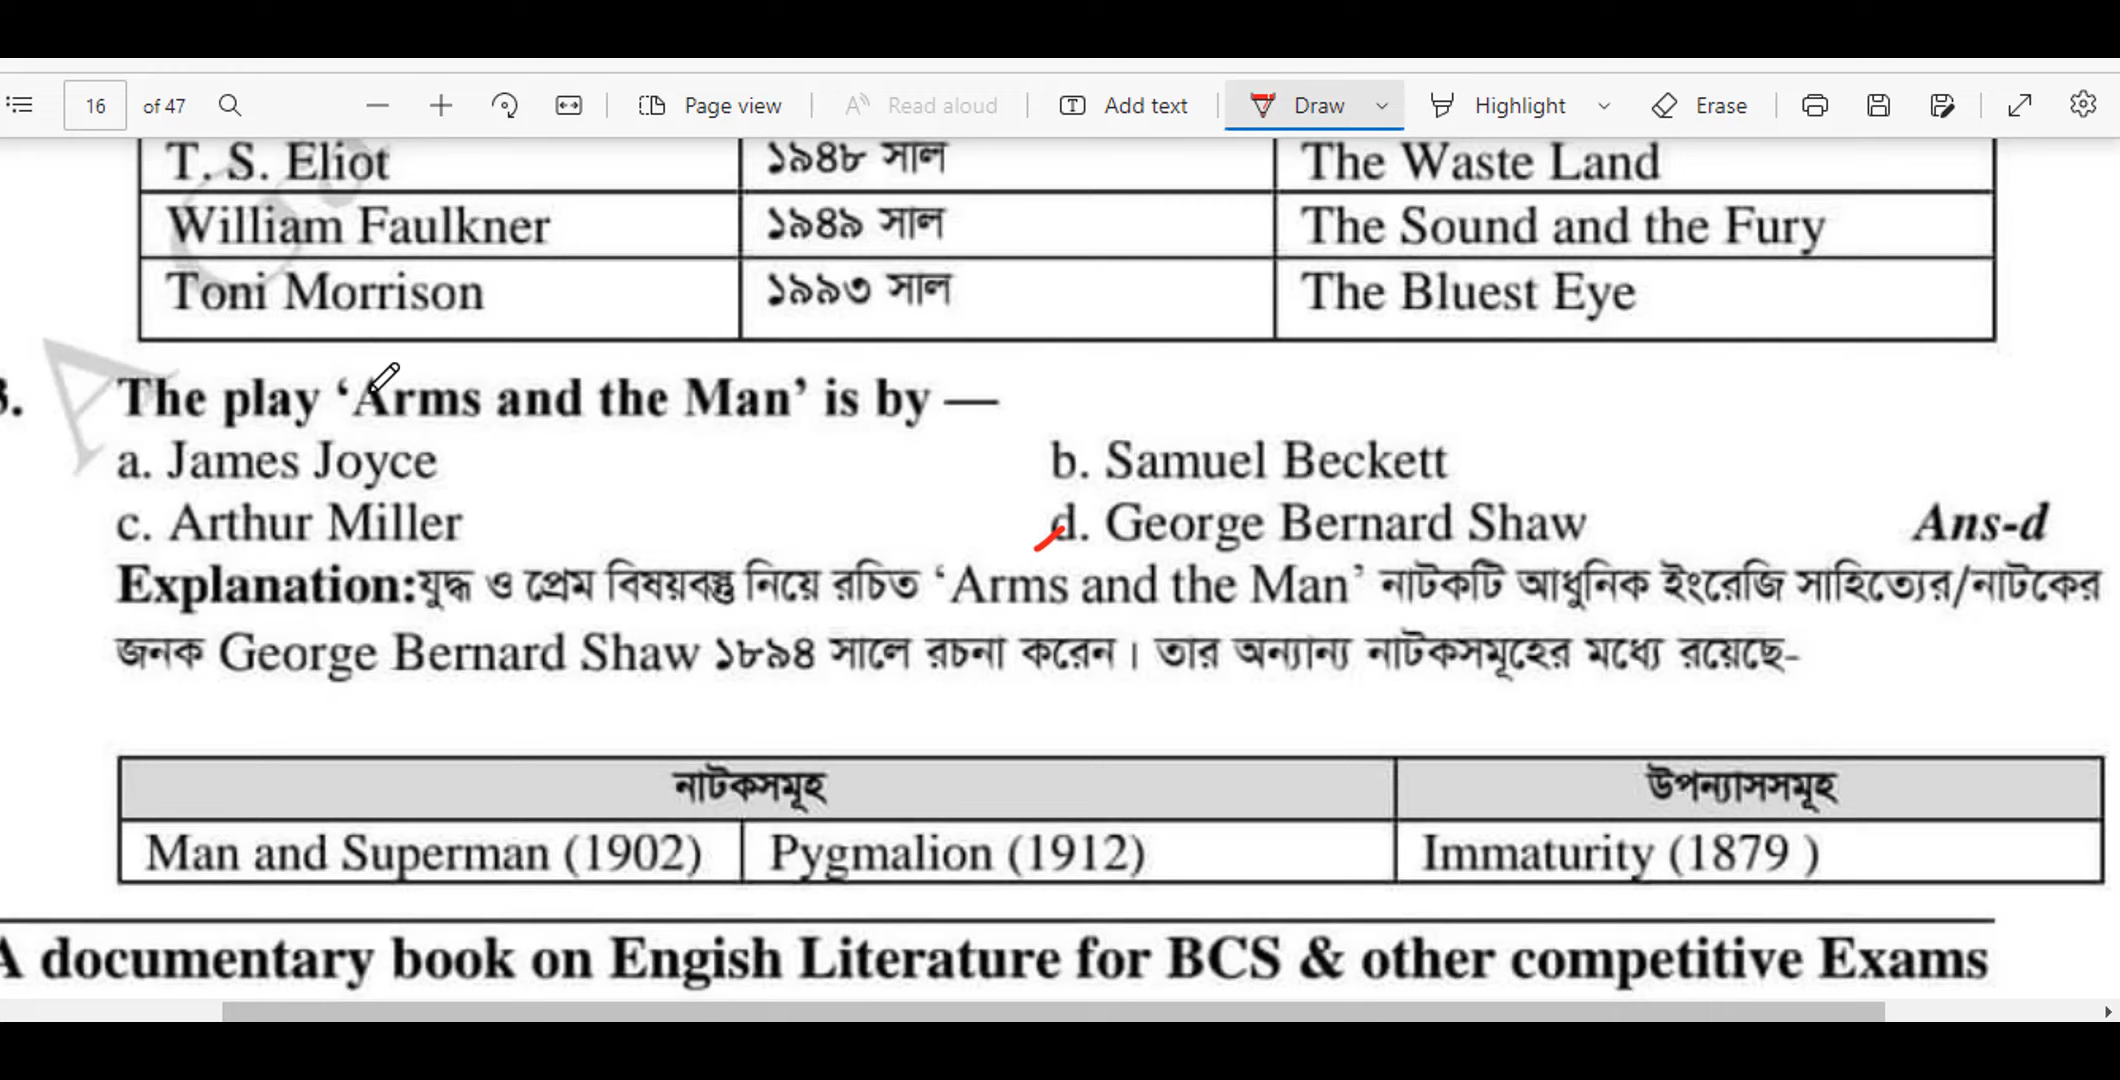 16 of 47 Page view Read aloud Add text Draw Highlight Erase
T. S. Eliot ১৯৪৮ সাল The Waste Land
William Faulkner ১৯৪৯ সাল The Sound and the Fury
Toni Morrison ১৯৯৩ সাল The Bluest Eye
The play ‘Arms and the Man’ is by —
a. James Joyce b. Samuel Beckett
c. Arthur Miller d. George Bernard Shaw Ans-d
Explanation:যুদ্ধ ও প্রেম বিষয়বস্তু নিয়ে রচিত ‘Arms and the Man’ নাটকটি আধুনিক ইংরেজি সাহিত্যের/নাটকের
জনক George Bernard Shaw ১৮৯৪ সালে রচনা করেন। তার অন্যান্য নাটকসমূহের মধ্যে রয়েছে-
নাটকসমূহ উপন্যাসসমূহ
Man and Superman (1902) Pygmalion (1912) Immaturity (1879 )
A documentary book on Engish Literature for BCS & other competitive Exams